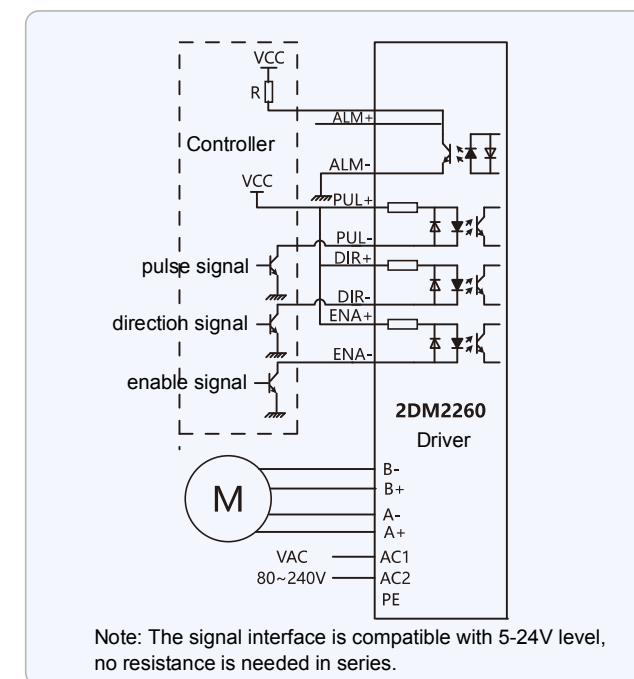 VCC
R
ALM+
Controller
ALM-
VCC
PUL+
PUL-
pulse signal
DIR+
DIR-
direction signal
ENA+
ENA-
enable signal
2DM2260
Driver
B-
B+
M
A-
A+
VAC
AC1
80~240V
AC2
PE
Note: The signal interface is compatible with 5-24V level,
no resistance is needed in series.